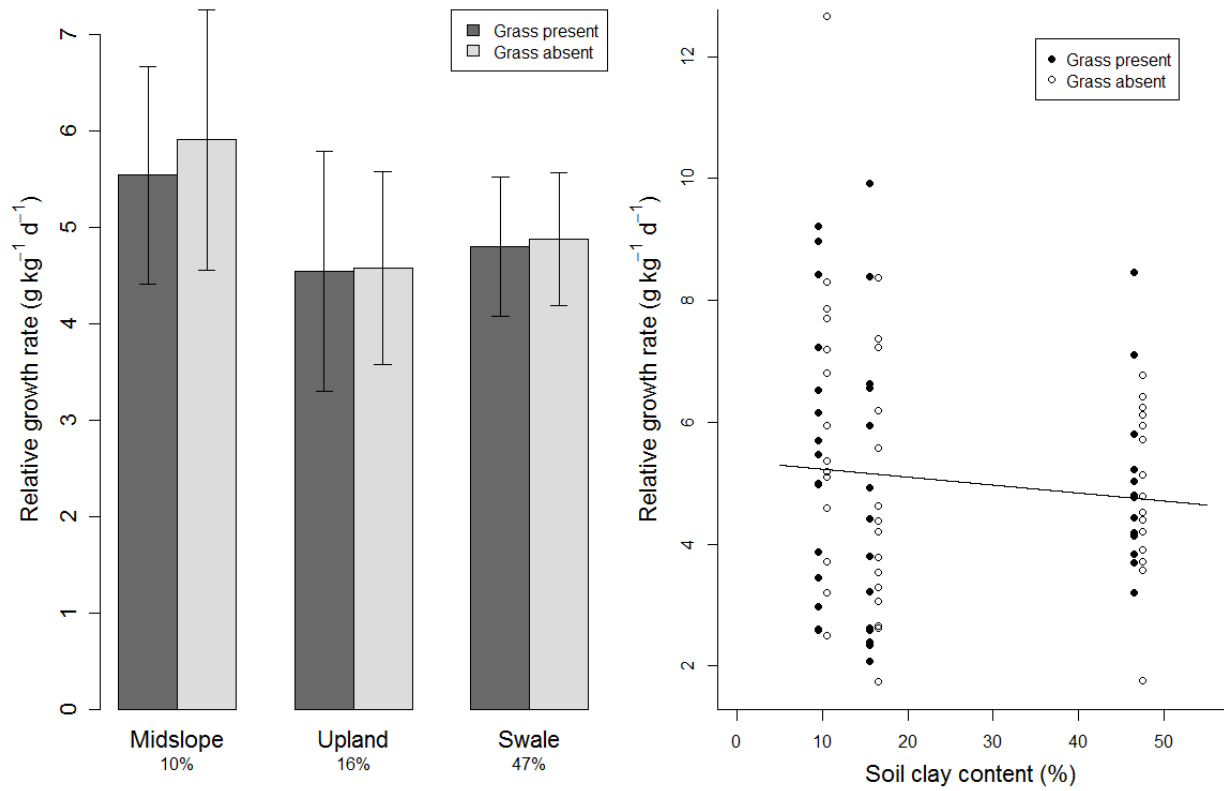 Relative growth rate (g kg⁻¹ d⁻¹)
7
6
5
4
3
2
1
0
Grass present
Grass absent
Midslope
Upland
Swale
10%
16%
47%
Relative growth rate (g kg⁻¹ d⁻¹)
12
10
8
6
4
2
Grass present
Grass absent
0 10 20 30 40 50
Soil clay content (%)